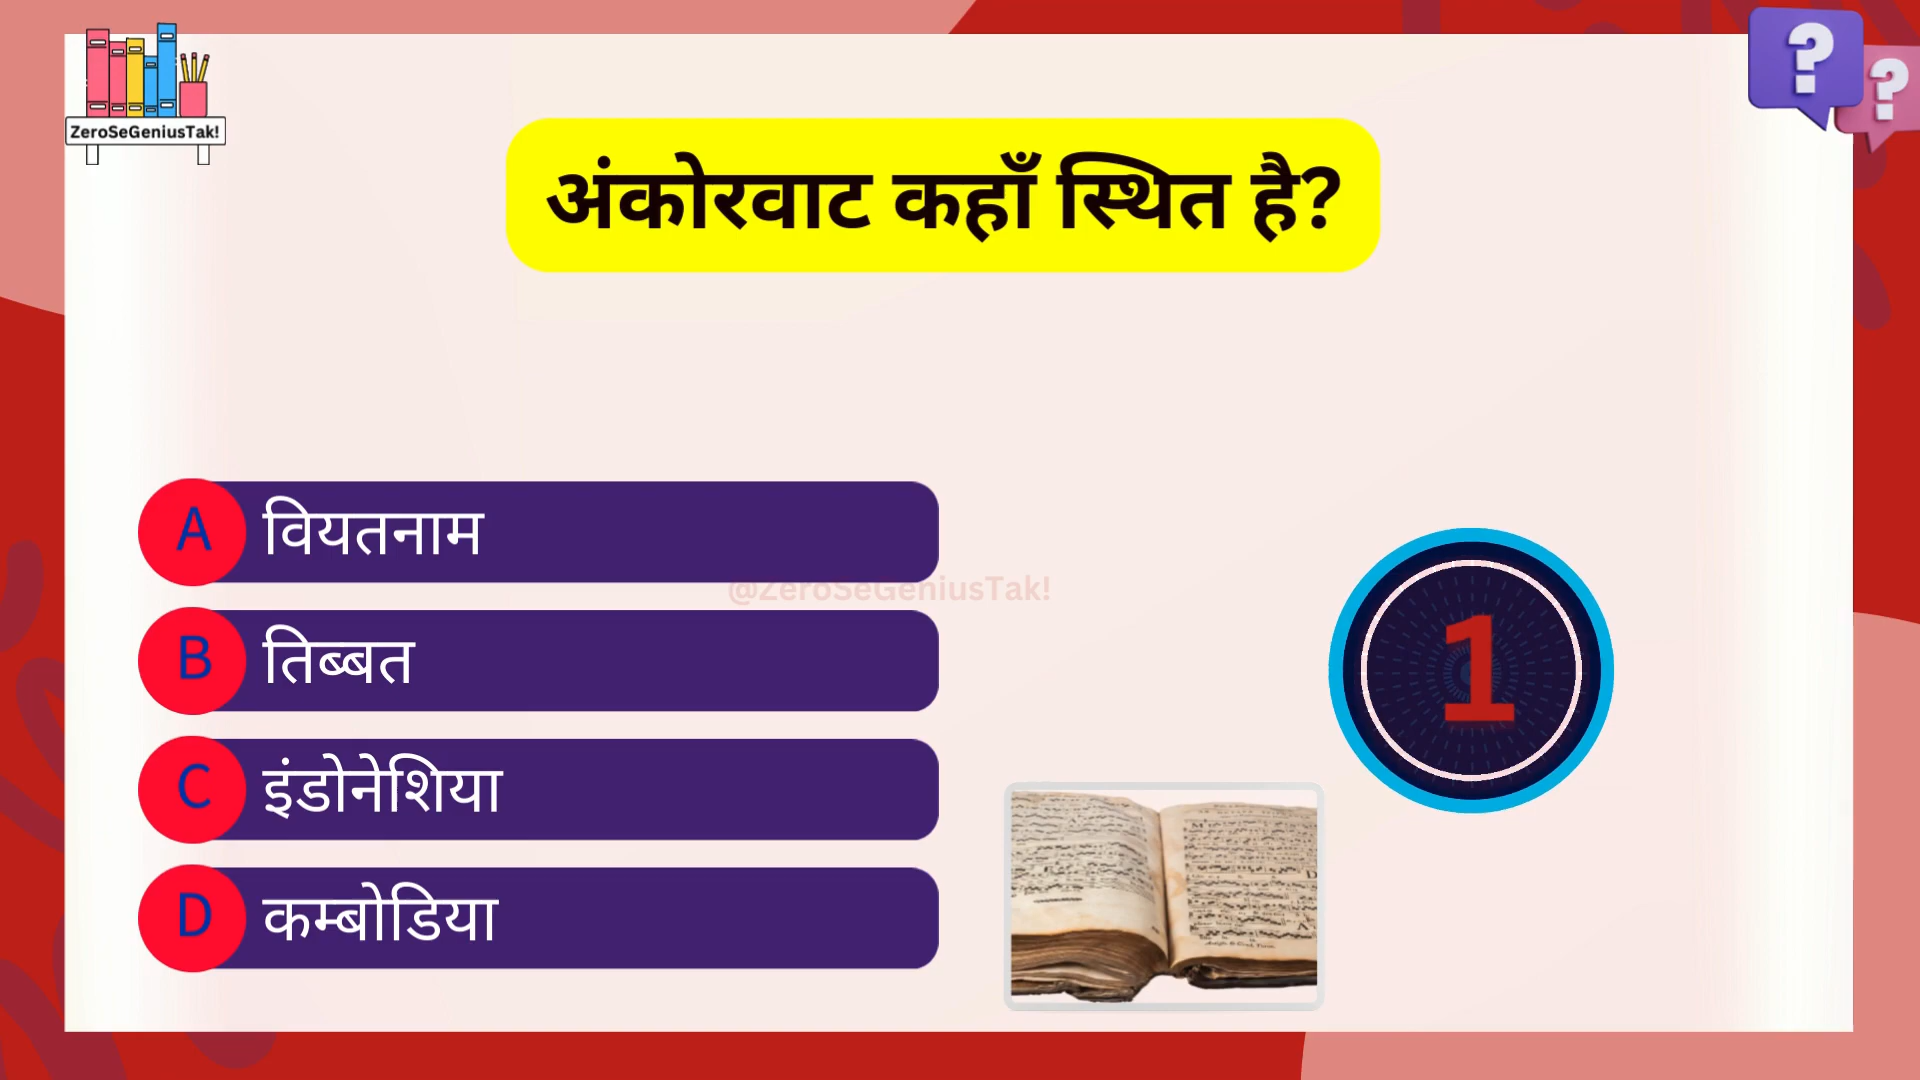 ZeroSeGeniusTak!
अंकोरवाट कहाँ स्थित है?
A वियतनाम
@ZeroSeGeniusTak!
B तिब्बत
C इंडोनेशिया
D कम्बोडिया
1